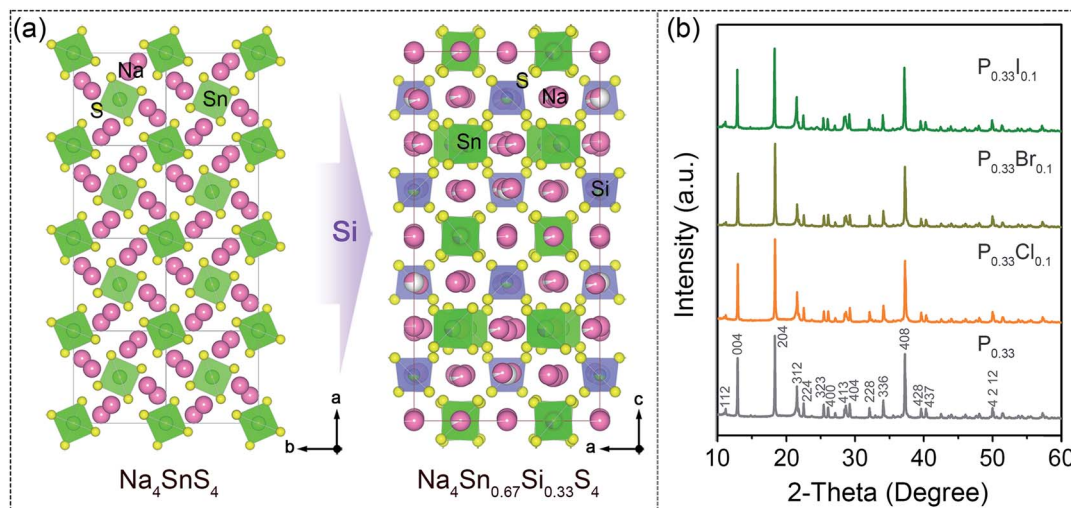 (a)
Na
S
Sn
Si
a
b
Na₄SnS₄
S
Na
Sn
Si
c
a
Na₄Sn₀.₆₇Si₀.₃₃S₄
(b)
Intensity (a.u.)
P₀.₃₃I₀.₁
P₀.₃₃Br₀.₁
P₀.₃₃Cl₀.₁
P₀.₃₃
112
004
204
312
224
323
400
413
404
228
336
408
428
437
4 2 12
10 20 30 40 50 60
2-Theta (Degree)